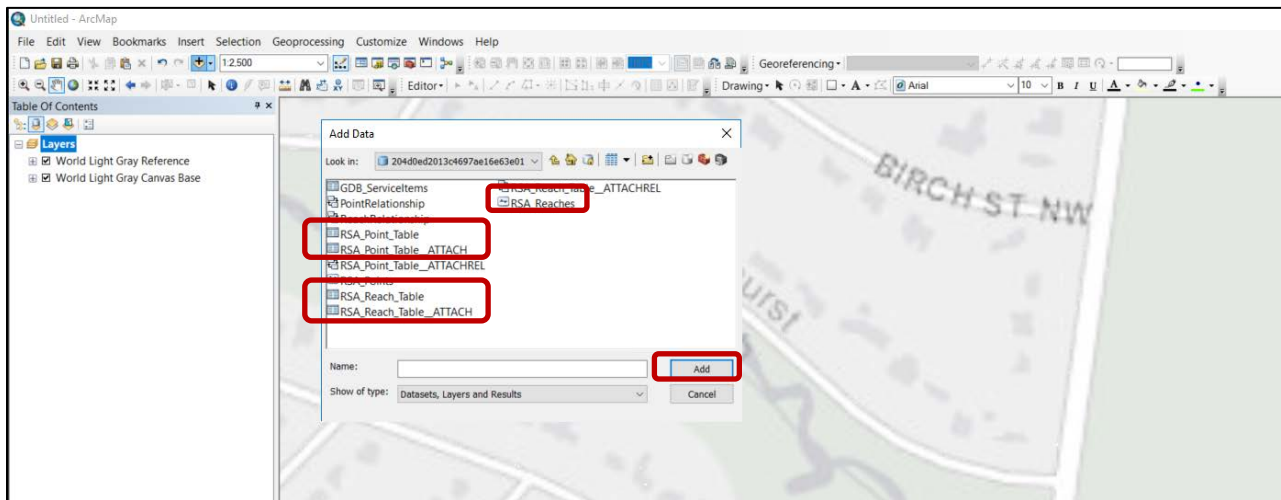 Untitled - ArcMap
File Edit View Bookmarks Insert Selection Geoprocessing Customize Windows Help
1:2,500
Georeferencing
Editor
Drawing
Arial
10
B I U A
Table Of Contents
Layers
World Light Gray Reference
World Light Gray Canvas Base
Add Data
Look in: 204d0ed2013c4697ae16e63e01
GDB_ServiceItems
PointRelationship
ReachRelationship
RSA_Point_Table
RSA_Point_Table__ATTACH
RSA_Point_Table__ATTACHREL
RSA_Points
RSA_Reach_Table
RSA_Reach_Table__ATTACH
RSA_Reach_Table__ATTACHREL
RSA_Reaches
Name:
Add
Show of type: Datasets, Layers and Results
Cancel
BIRCH ST NW
urst